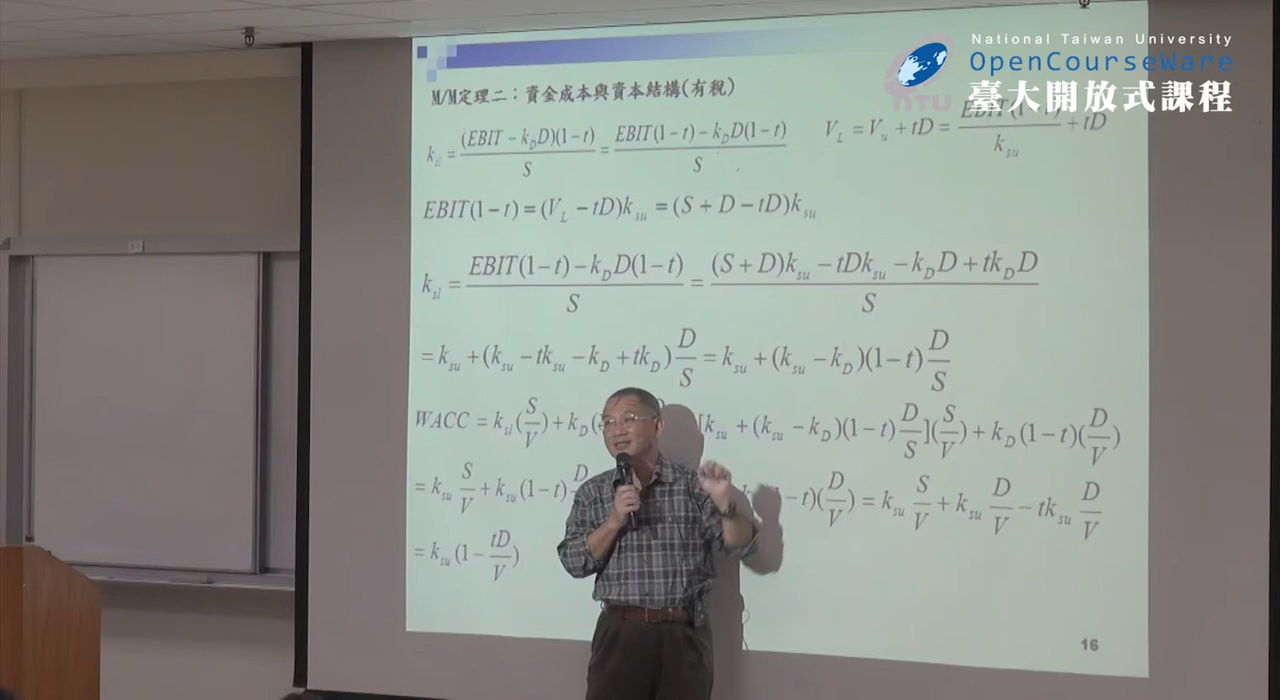 National Taiwan University
OpenCourseWare
臺大開放式課程
NTU
M/M定理二：資金成本與資本結構(有稅)
k_sl = (EBIT − k_D D)(1−t) / S = EBIT(1−t) − k_D D(1−t) / S
V_L = V_u + tD = EBIT(1−t) / k_su + tD
EBIT(1−t) = (V_L − tD)k_su = (S + D − tD)k_su
k_sl = EBIT(1−t) − k_D D(1−t) / S = (S + D)k_su − tDk_su − k_D D + tk_D D / S
= k_su + (k_su − tk_su − k_D + tk_D) D/S = k_su + (k_su − k_D)(1−t) D/S
WACC = k_sl(S/V) + k_D( [k_su + (k_su − k_D)(1−t) D/S](S/V) + k_D(1−t)(D/V)
= k_su S/V + k_su(1−t) D −t)(D/V) = k_su S/V + k_su D/V − tk_su D/V
= k_su(1 − tD/V)
16